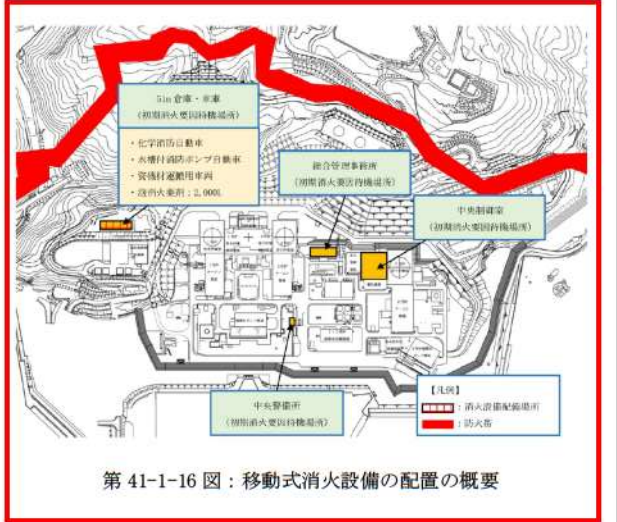 51m 倉庫・車庫
(初期消火要員待機場所)
・化学消防自動車
・水槽付消防ポンプ自動車
・資機材運搬用車両
・泡消火薬剤：2,000L
総合管理事務所
(初期消火要員待機場所)
中央制御室
(初期消火要員待機場所)
中央警備所
(初期消火要員待機場所)
【凡例】
：消火設備配備場所
：防火帯
第 41-1-16 図：移動式消火設備の配置の概要